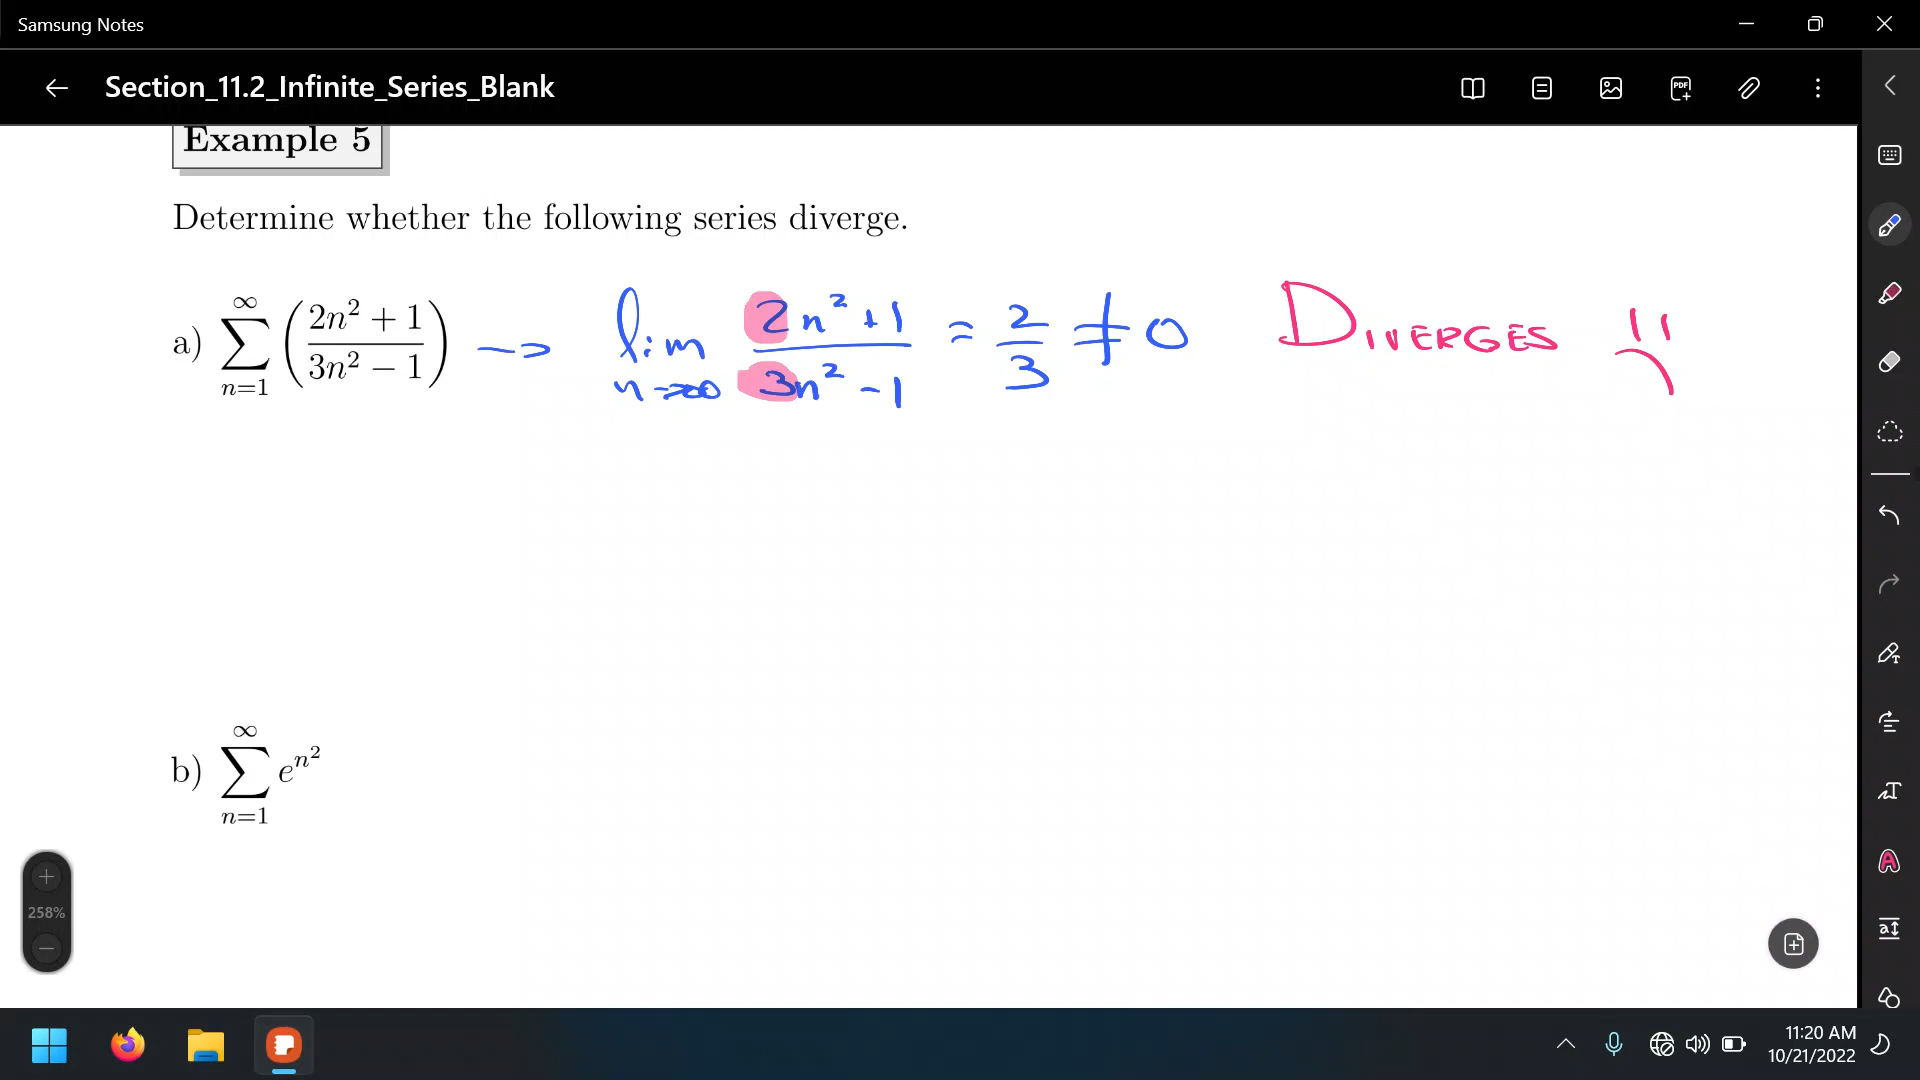 Samsung Notes
Section_11.2_Infinite_Series_Blank
Example 5
Determine whether the following series diverge.
a) ∞ ∑ n=1 ( 2n² + 1 / 3n² − 1 ) → lim n→∞ 2n² + 1 / 3n² − 1 = 2/3 ≠ 0 DIVERGES
b) ∞ ∑ n=1 e^n²
258%
11:20 AM
10/21/2022